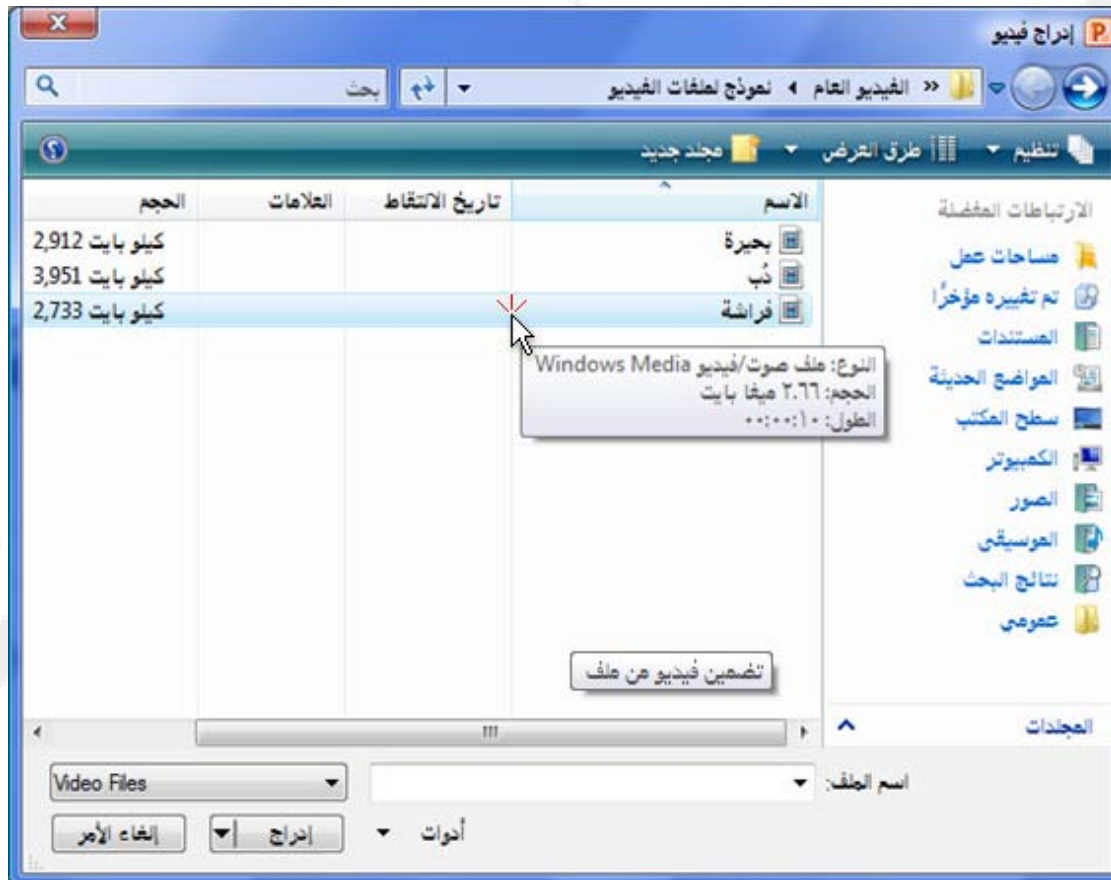 إدراج فيديو
« الفيديو العام نموذج لملفات الفيديو بحث
تنظيم طرق العرض مجلد جديد
الارتباطات المفضلة
مساحات عمل
تم تغييره مؤخرًا
المستندات
المواضع الحديثة
سطح المكتب
الكمبيوتر
الصور
الموسيقى
نتائج البحث
عمومي
المجلدات
الاسم تاريخ الالتقاط العلامات الحجم
بحيرة 2,912 كيلو بايت
دُب 3,951 كيلو بايت
فراشة 2,733 كيلو بايت
النوع: ملف صوت/فيديو Windows Media
الحجم: ٢.٦٦ ميغا بايت
الطول: ٠٠:٠٠:١٠
تضمين فيديو من ملف
اسم الملف: Video Files
أدوات إدراج إلغاء الأمر